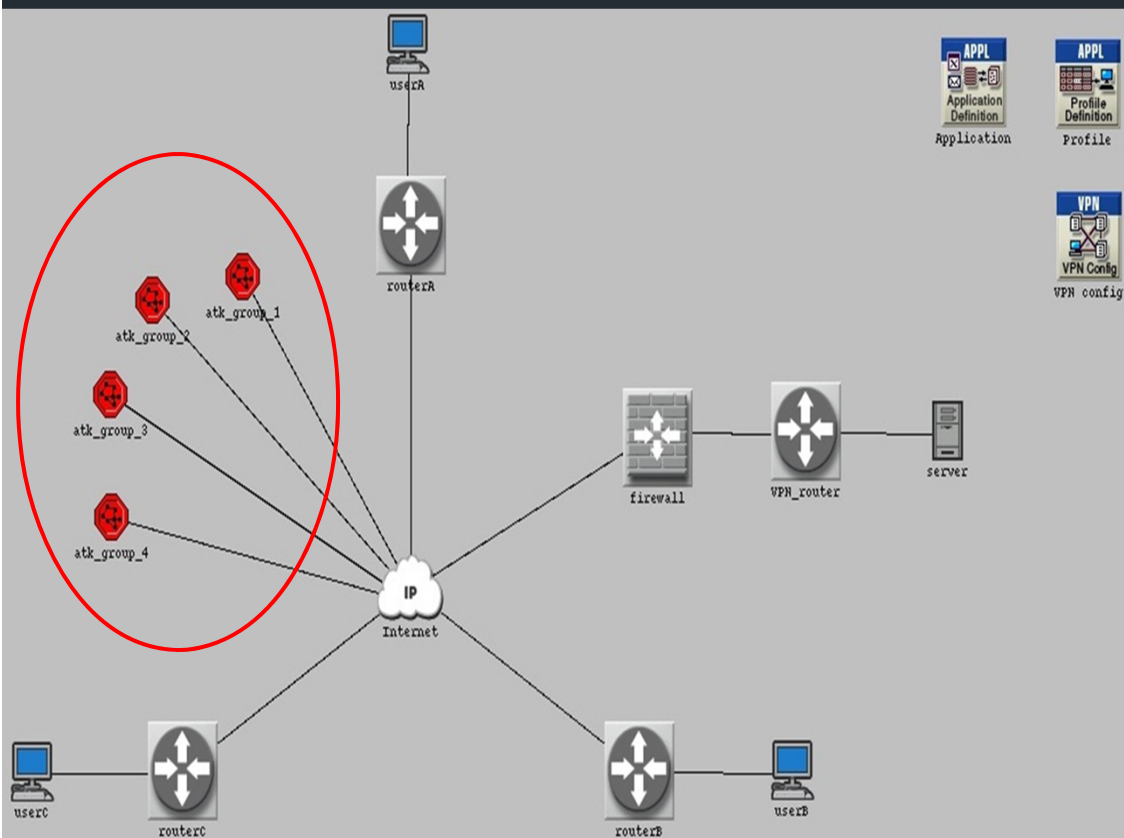 userA
APPL
Application
Definition
Application
APPL
Profiile
Definition
Profile
VPN
VPN Config
VPN config
routerA
atk_group_1
atk_group_2
atk_group_3
atk_group_4
firewall
VPN_router
server
IP
Internet
userC
routerC
routerB
userB